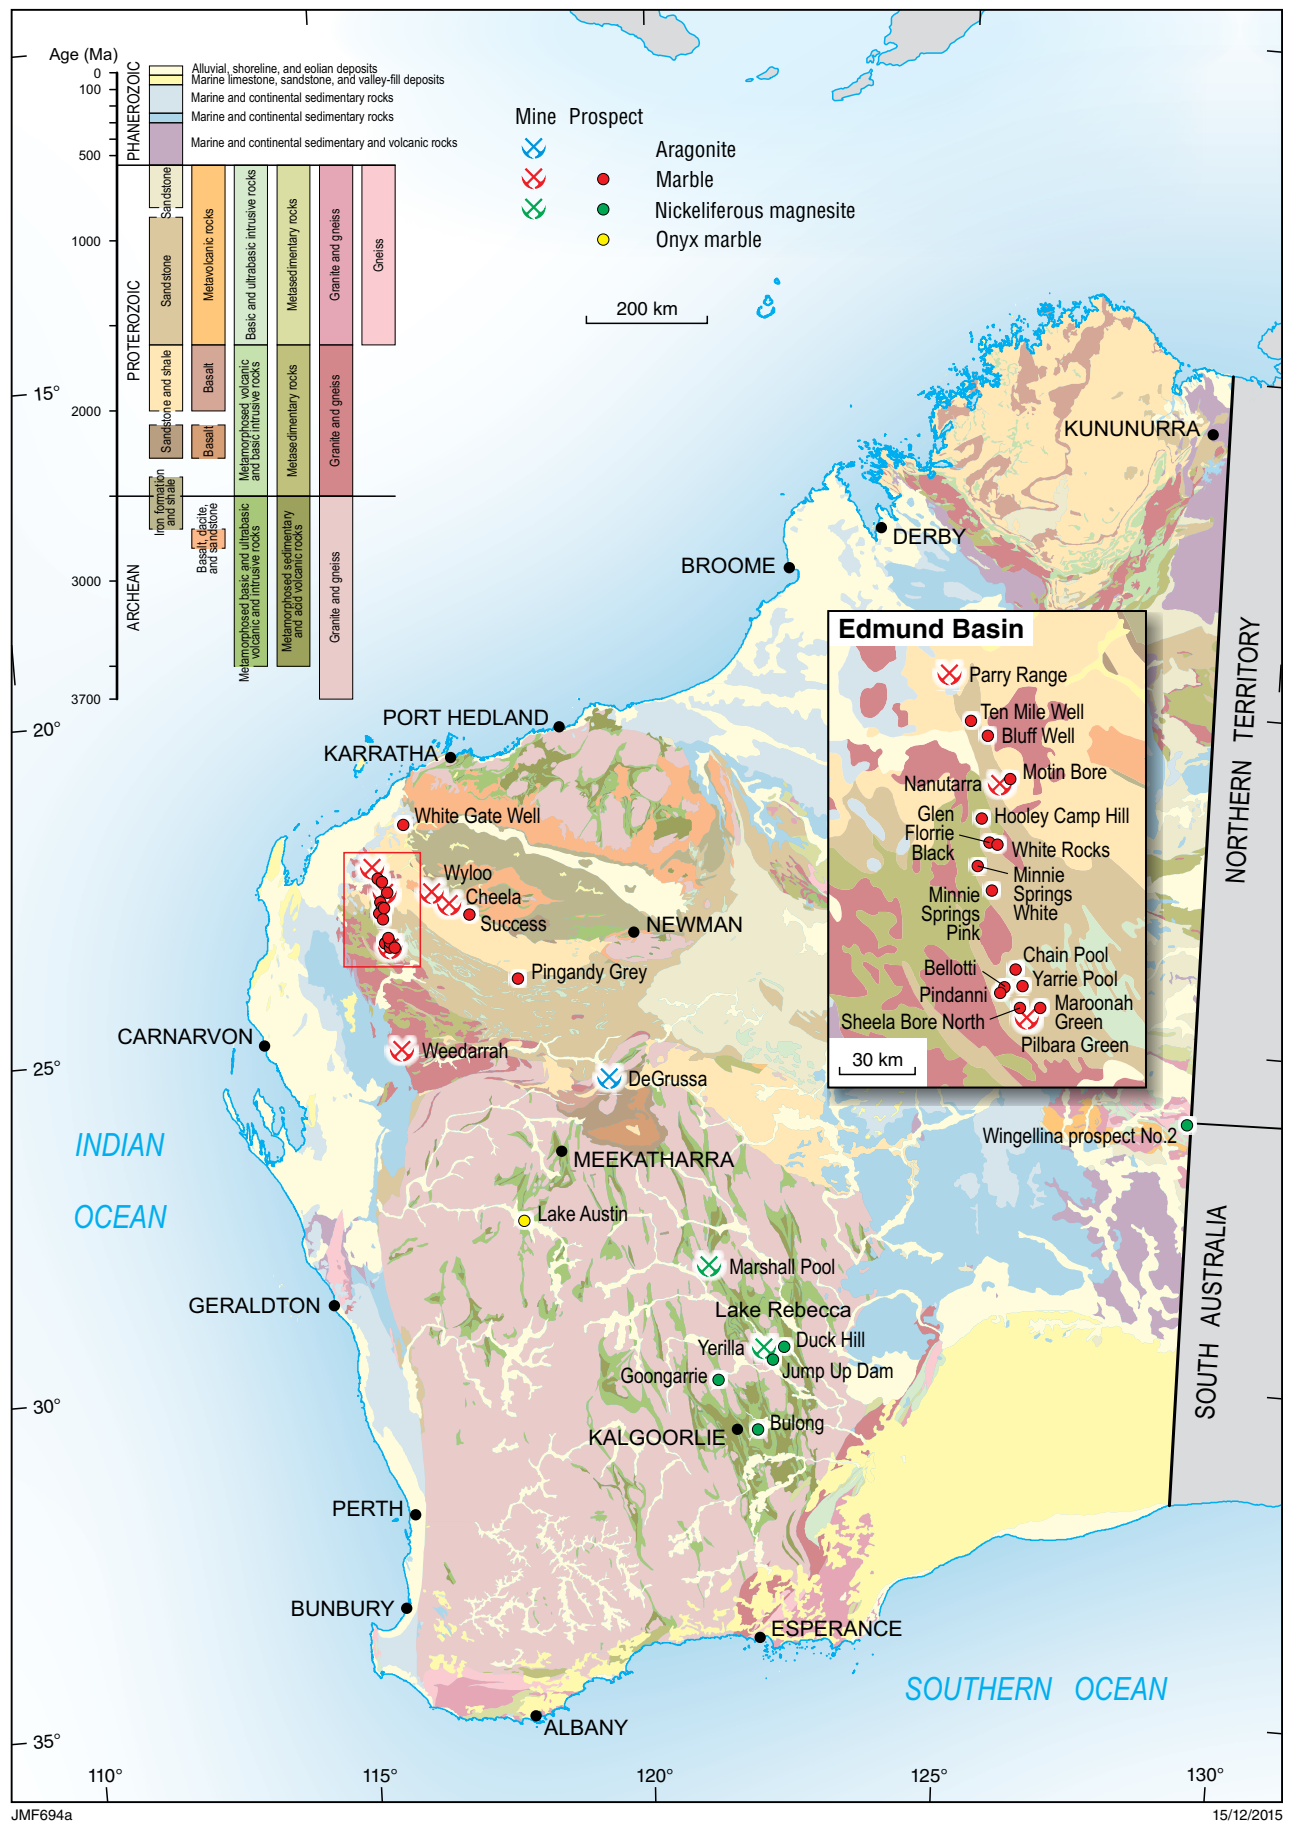 Age (Ma)
0
100
500
1000
2000
3000
3700
PHANEROZOIC
PROTEROZOIC
ARCHEAN
Alluvial, shoreline, and eolian deposits
Marine limestone, sandstone, and valley-fill deposits
Marine and continental sedimentary rocks
Marine and continental sedimentary rocks
Marine and continental sedimentary and volcanic rocks
Sandstone
Sandstone
Sandstone and shale
Iron formation
and shale
Metavolcanic rocks
Basalt
Basalt
Basalt, dacite,
and sandstone
Basic and ultrabasic intrusive rocks
Metamorphosed volcanic
and basic intrusive rocks
Metamorphosed basic and ultrabasic
volcanic and intrusive rocks
Metasedimentary rocks
Metasedimentary rocks
Metamorphosed sedimentary
and acid volcanic rocks
Granite and gneiss
Granite and gneiss
Granite and gneiss
Gneiss
Mine Prospect
Aragonite
Marble
Nickeliferous magnesite
Onyx marble
200 km
15°
20°
25°
30°
35°
110°
115°
120°
125°
130°
KUNUNURRA
DERBY
BROOME
PORT HEDLAND
KARRATHA
White Gate Well
Wyloo
Cheela
Success
NEWMAN
Pingandy Grey
CARNARVON
Weedarrah
DeGrussa
MEEKATHARRA
Lake Austin
Marshall Pool
Lake Rebecca
Yerilla
Duck Hill
Jump Up Dam
Goongarrie
Bulong
KALGOORLIE
GERALDTON
PERTH
BUNBURY
ESPERANCE
ALBANY
Wingellina prospect No.2
INDIAN
OCEAN
SOUTHERN OCEAN
NORTHERN TERRITORY
SOUTH AUSTRALIA
Edmund Basin
Parry Range
Ten Mile Well
Bluff Well
Motin Bore
Nanutarra
Hooley Camp Hill
Glen
Florrie
Black
White Rocks
Minnie
Springs
White
Minnie
Springs
Pink
Chain Pool
Bellotti
Yarrie Pool
Pindanni
Maroonah
Green
Sheela Bore North
Pilbara Green
30 km
JMF694a
15/12/2015